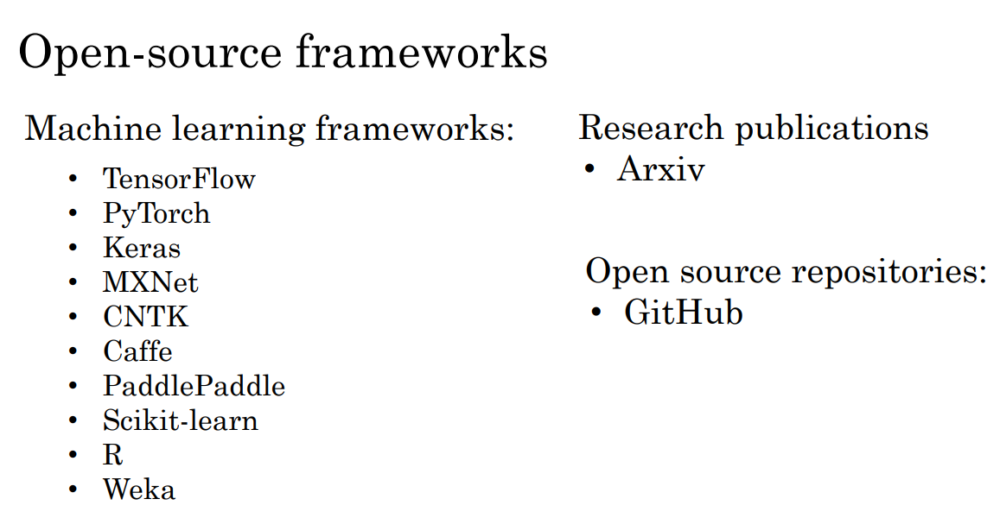 Open-source frameworks
Machine learning frameworks:
• TensorFlow
• PyTorch
• Keras
• MXNet
• CNTK
• Caffe
• PaddlePaddle
• Scikit-learn
• R
• Weka
Research publications
• Arxiv
Open source repositories:
• GitHub